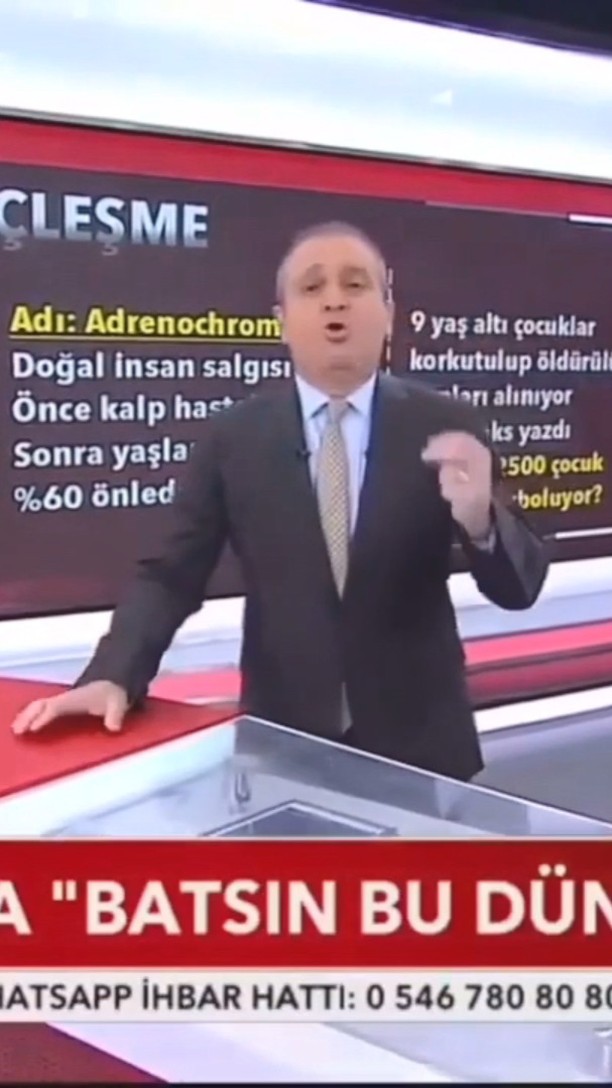 ÇLEŞME
Adı: Adrenochrom
Doğal insan salgısı
Önce kalp has
Sonra yaşla
%60 önled
9 yaş altı çocuklar
korkutulup öldürül
ları alınıyor
ks yazdı
2500 çocuk
boluyor?
A "BATSIN BU DÜN
HATSAPP İHBAR HATTI: 0 546 780 80 80